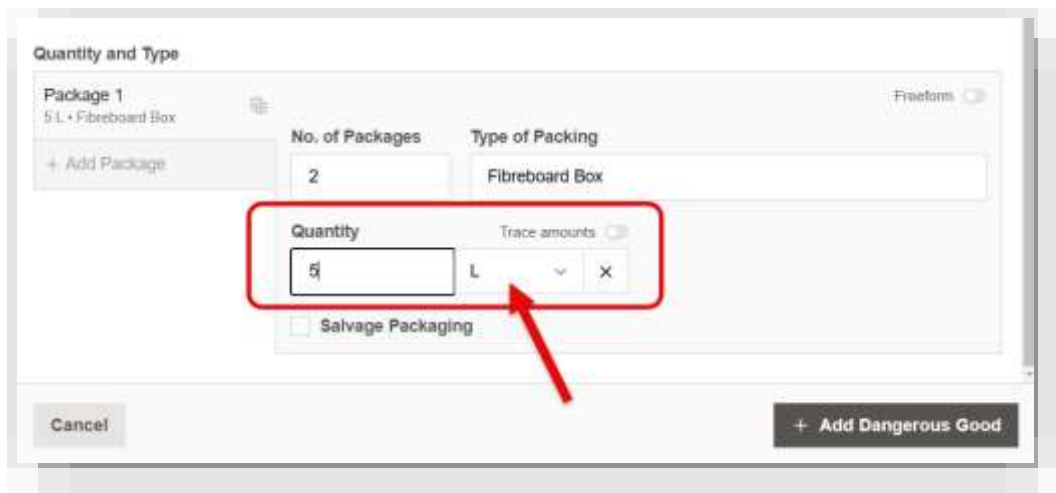 Quantity and Type
Package 1
5 L • Fibreboard Box
+ Add Package
Freeform
No. of Packages
Type of Packing
2
Fibreboard Box
Quantity
Trace amounts
5
L
×
Salvage Packaging
Cancel
+ Add Dangerous Good